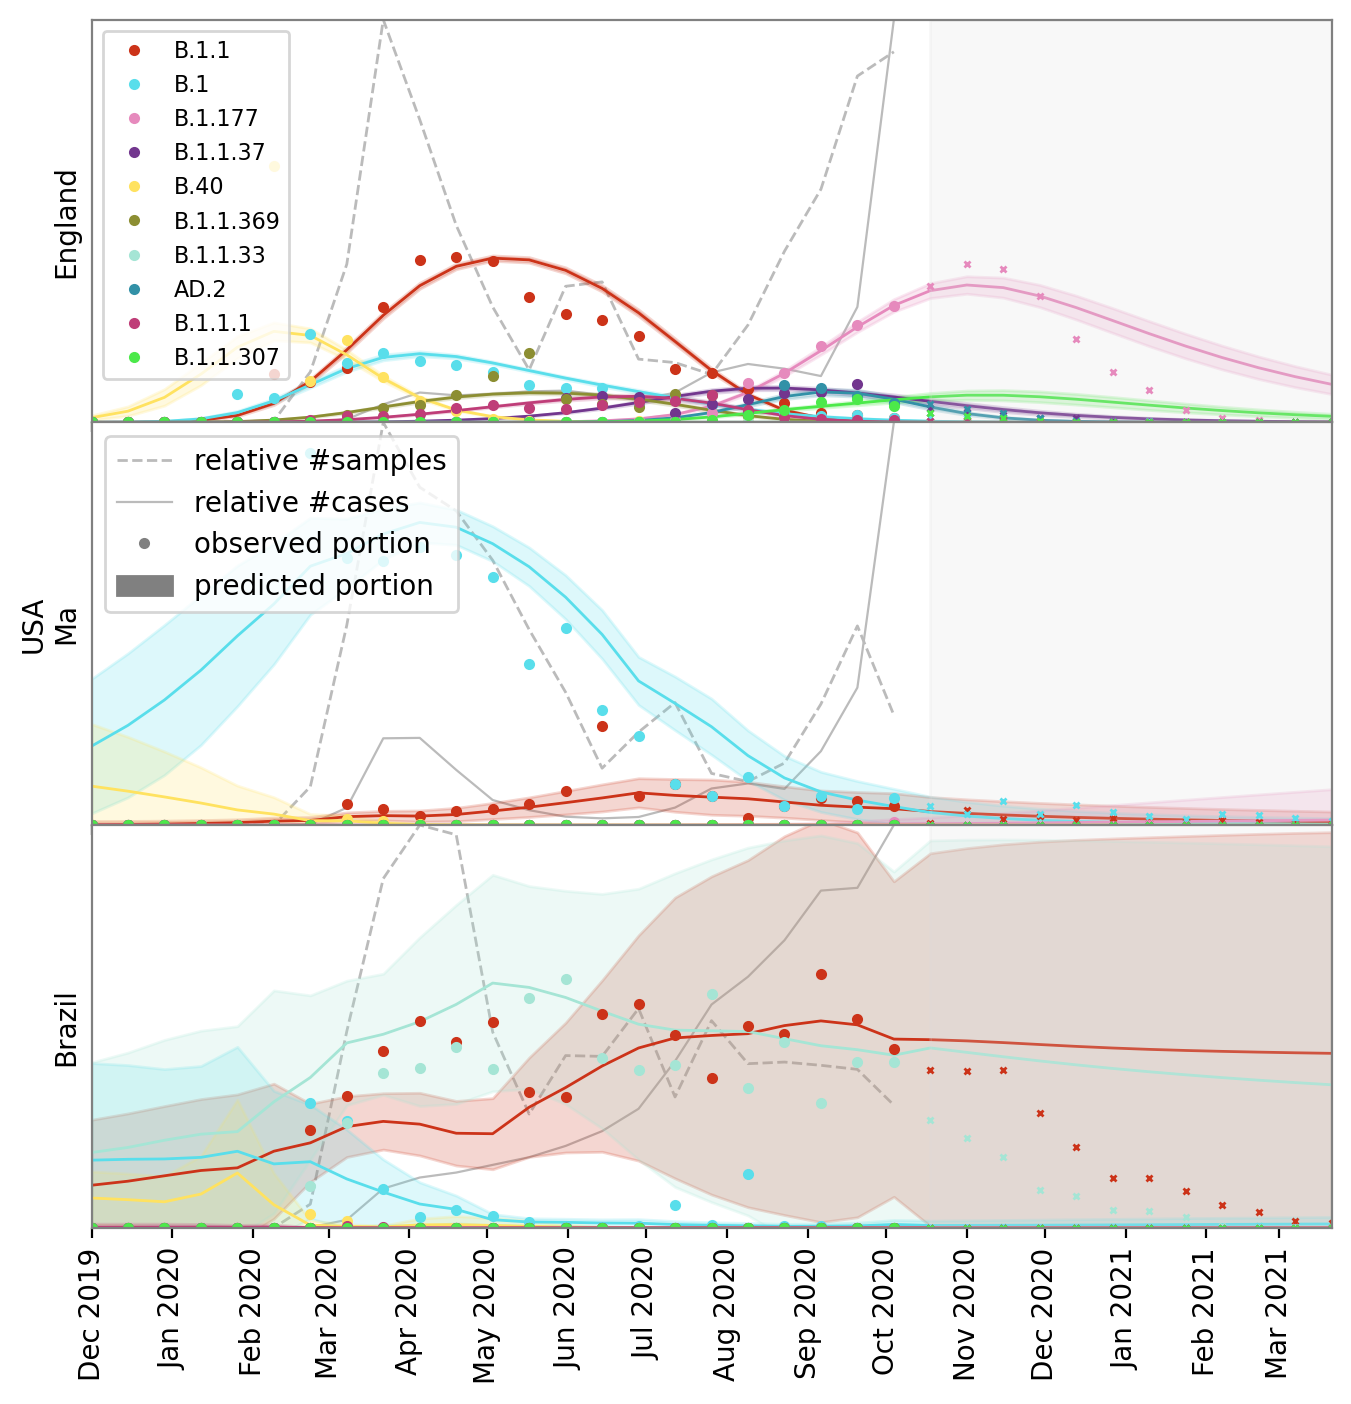 England
B.1.1
B.1
B.1.177
B.1.1.37
B.40
B.1.1.369
B.1.1.33
AD.2
B.1.1.1
B.1.1.307
USA
Ma
relative #samples
relative #cases
observed portion
predicted portion
Brazil
Dec 2019
Jan 2020
Feb 2020
Mar 2020
Apr 2020
May 2020
Jun 2020
Jul 2020
Aug 2020
Sep 2020
Oct 2020
Nov 2020
Dec 2020
Jan 2021
Feb 2021
Mar 2021